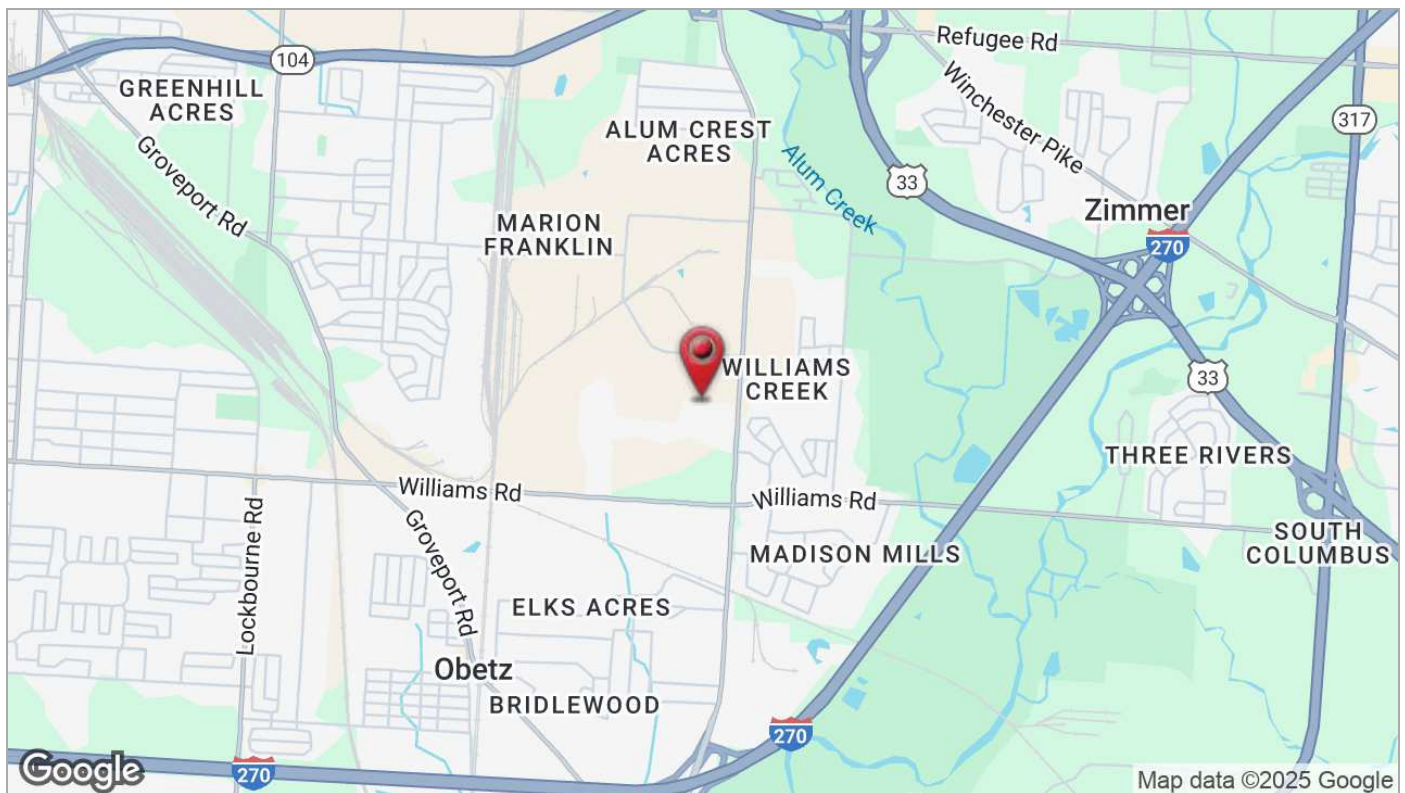 Refugee Rd
104
GREENHILL
ACRES
Winchester Pike
317
ALUM CREST
ACRES
Groveport Rd
Alum Creek
33
MARION
FRANKLIN
Zimmer
270
WILLIAMS
CREEK
33
THREE RIVERS
Williams Rd
Williams Rd
Lockbourne Rd
Groveport Rd
SOUTH
COLUMBUS
MADISON MILLS
ELKS ACRES
Obetz
BRIDLEWOOD
270
Google
270
Map data ©2025 Google